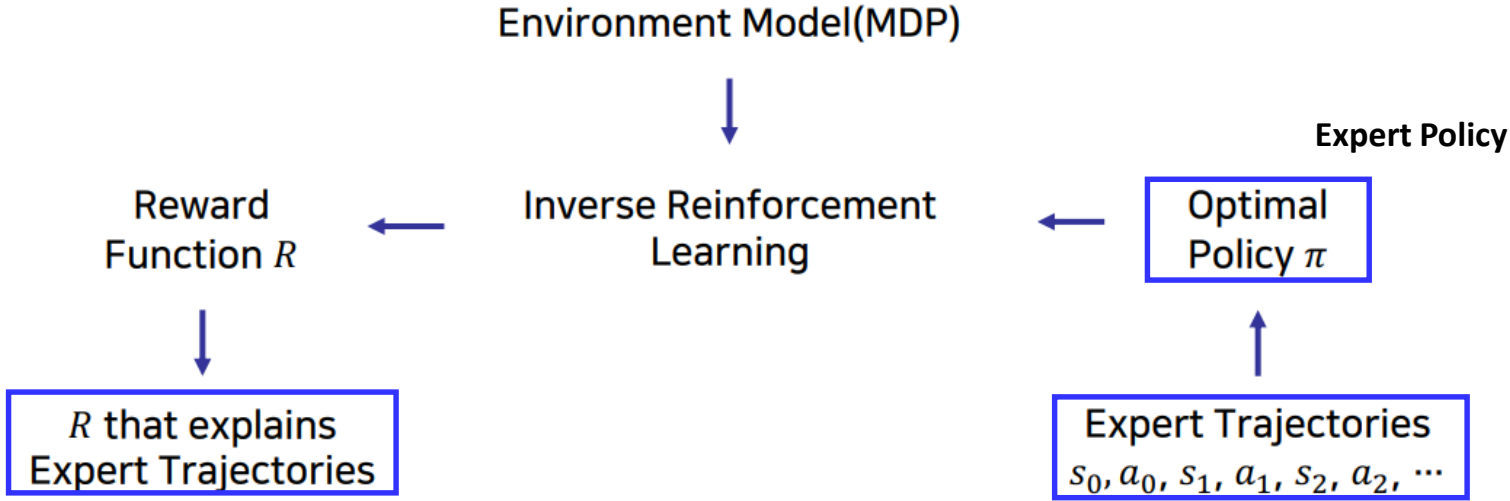 Environment Model(MDP)
Expert Policy
Reward
Function R
Inverse Reinforcement
Learning
Optimal
Policy π
R that explains
Expert Trajectories
Expert Trajectories
s₀, a₀, s₁, a₁, s₂, a₂, ⋯